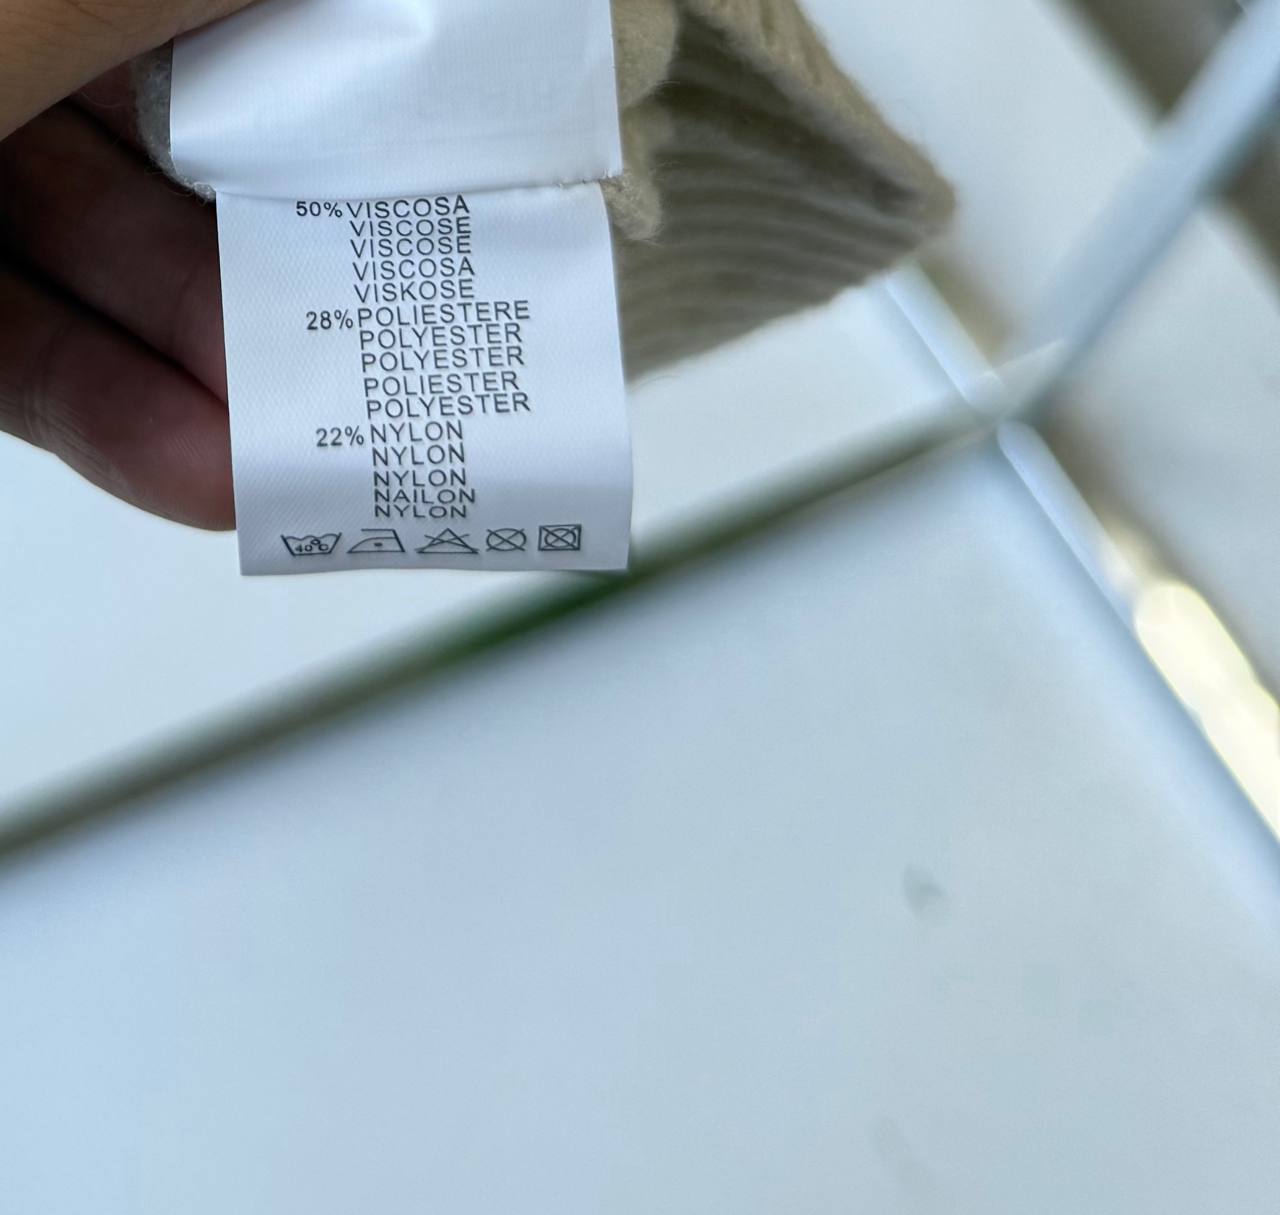 50% VISCOSA
VISCOSE
VISCOSE
VISCOSA
VISKOSE
28% POLIESTERE
POLYESTER
POLYESTER
POLIESTER
POLYESTER
22% NYLON
NYLON
NYLON
NAILON
NYLON
40°